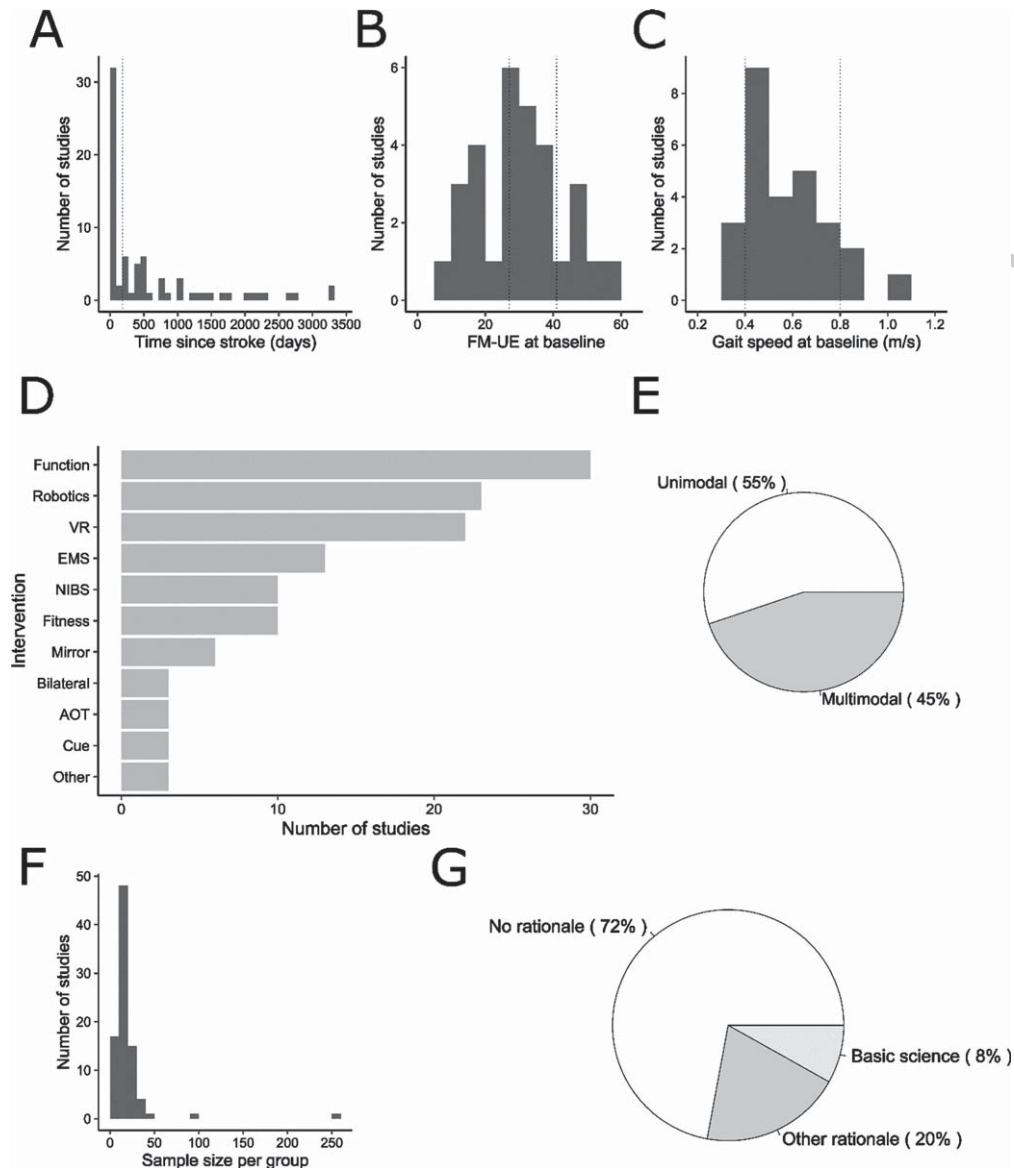 A
Number of studies
30
20
10
0
0 500 1000 1500 2000 2500 3000 3500
Time since stroke (days)
B
Number of studies
6
4
2
0
0 20 40 60
FM-UE at baseline
C
Number of studies
8
6
4
2
0
0.2 0.4 0.6 0.8 1.0 1.2
Gait speed at baseline (m/s)
D
Intervention
Function
Robotics
VR
EMS
NIBS
Fitness
Mirror
Bilateral
AOT
Cue
Other
0 10 20 30
Number of studies
E
Unimodal ( 55% )
Multimodal ( 45% )
F
Number of studies
50
40
30
20
10
0
0 50 100 150 200 250
Sample size per group
G
No rationale ( 72% )
Basic science ( 8% )
Other rationale ( 20% )